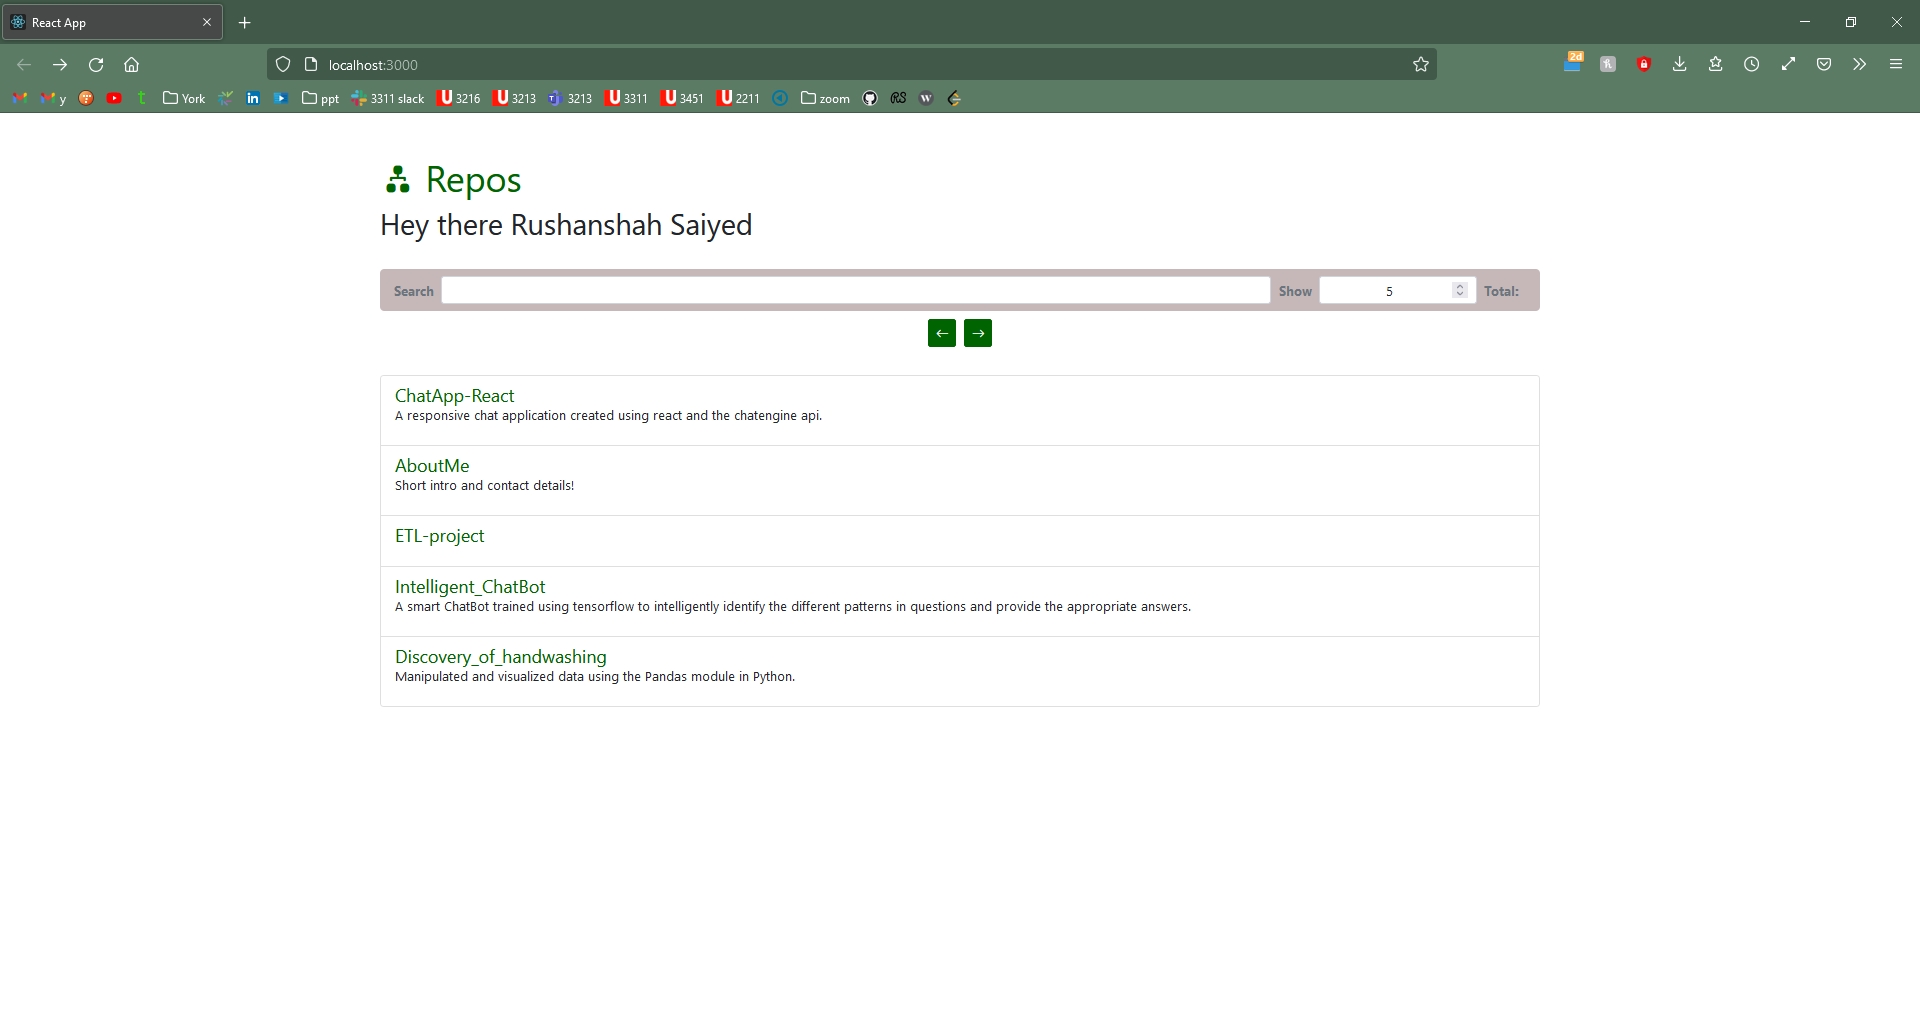 React App
localhost:3000
2d
y
t
York
in
ppt
3311 slack
U 3216
U 3213
3213
U 3311
U 3451
U 2211
zoom
RS
W
Repos
Hey there Rushanshah Saiyed
Search
Show
5
Total:
ChatApp-React
A responsive chat application created using react and the chatengine api.
AboutMe
Short intro and contact details!
ETL-project
Intelligent_ChatBot
A smart ChatBot trained using tensorflow to intelligently identify the different patterns in questions and provide the appropriate answers.
Discovery_of_handwashing
Manipulated and visualized data using the Pandas module in Python.